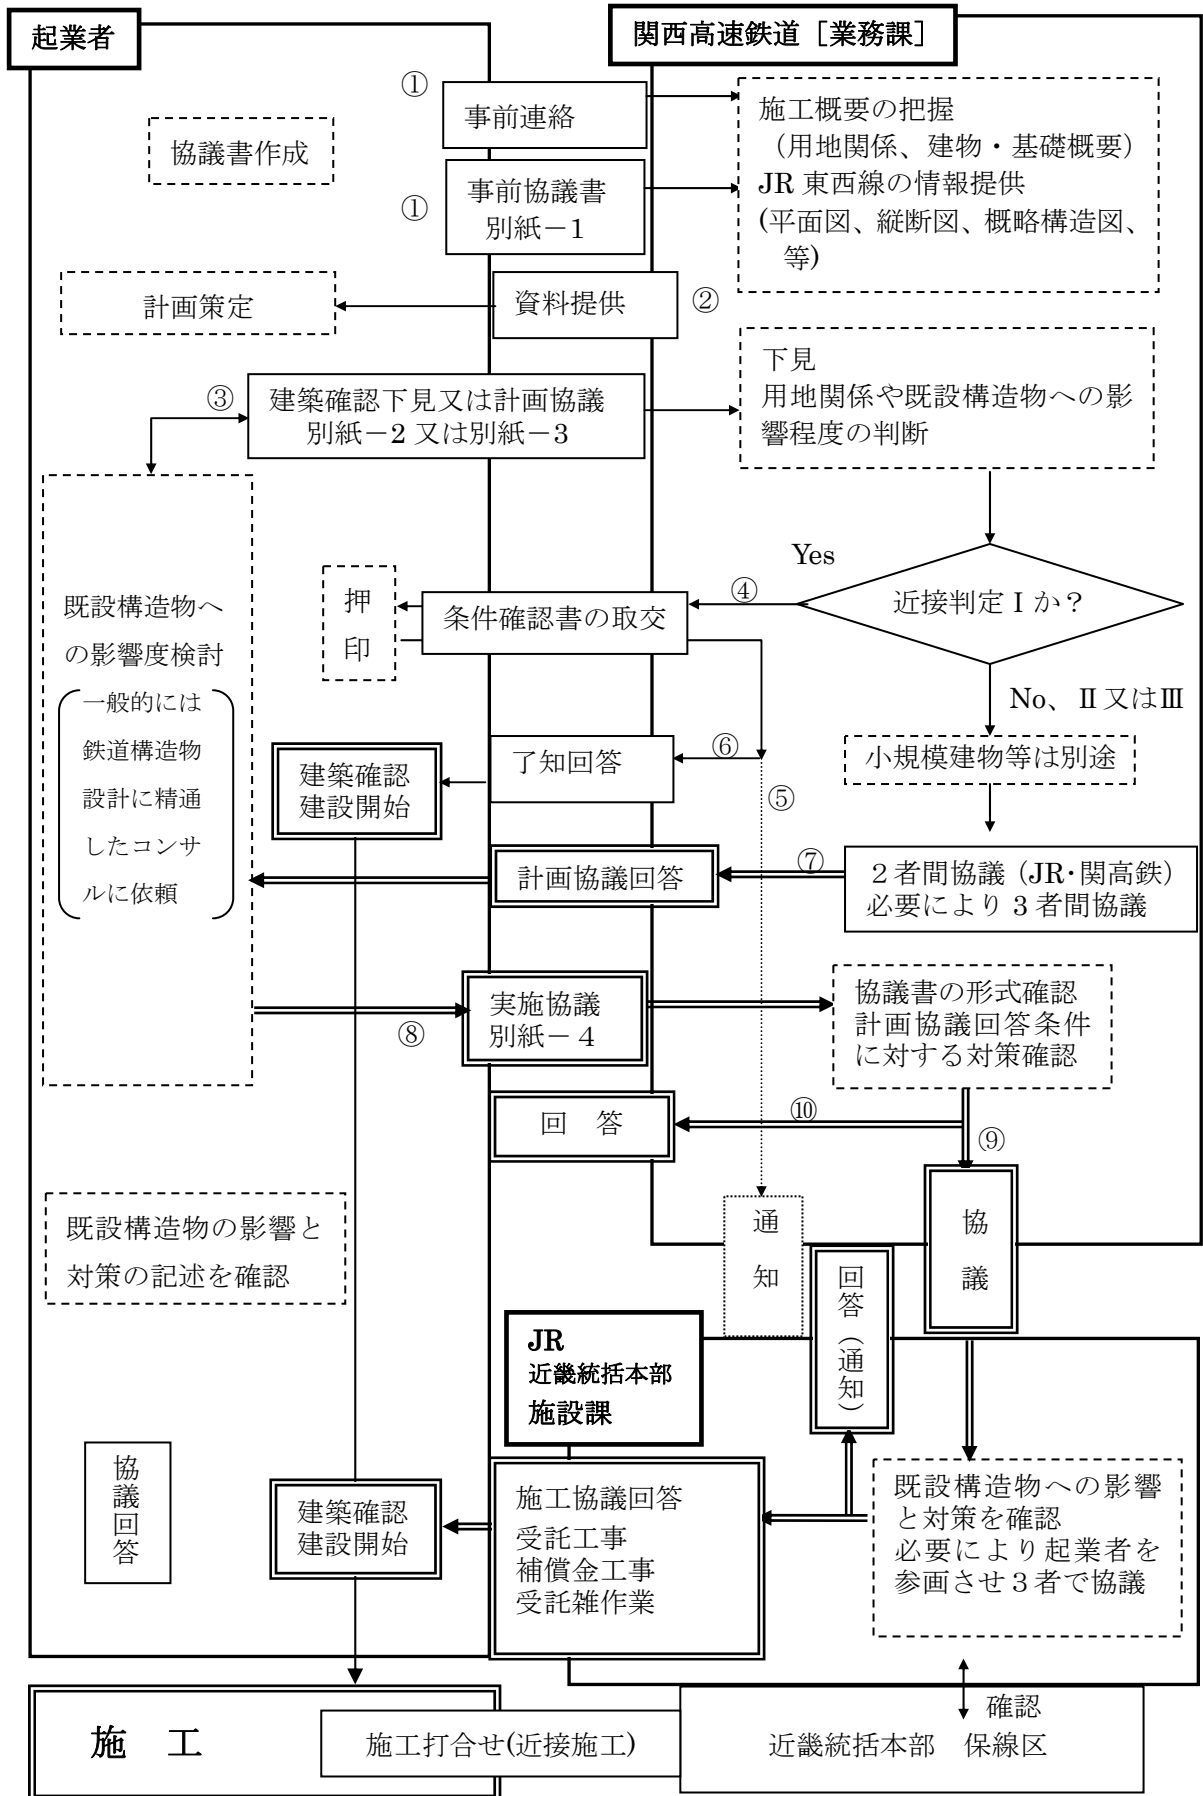 起業者
関西高速鉄道［業務課］
①
事前連絡
施工概要の把握
（用地関係、建物・基礎概要）
JR 東西線の情報提供
(平面図、縦断図、概略構造図、
等)
協議書作成
①
事前協議書
別紙－1
計画策定
資料提供
②
下見
用地関係や既設構造物への影
響程度の判断
③
建築確認下見又は計画協議
別紙－2 又は別紙－3
Yes
近接判定Ⅰか？
④
条件確認書の取交
押
印
既設構造物へ
の影響度検討
一般的には
鉄道構造物
設計に精通
したコンサ
ルに依頼
No、Ⅱ又はⅢ
小規模建物等は別途
⑥
了知回答
建築確認
建設開始
⑤
⑦
計画協議回答
２者間協議（JR・関高鉄）
必要により３者間協議
⑧
実施協議
別紙－４
協議書の形式確認
計画協議回答条件
に対する対策確認
⑩
回　答
⑨
協
議
通
知
回答（通知）
既設構造物の影響と
対策の記述を確認
JR
近畿統括本部
施設課
協議回答
建築確認
建設開始
施工協議回答
受託工事
補償金工事
受託雑作業
既設構造物への影響
と対策を確認
必要により起業者を
参画させ３者で協議
確認
施　工
施工打合せ(近接施工)
近畿統括本部　保線区